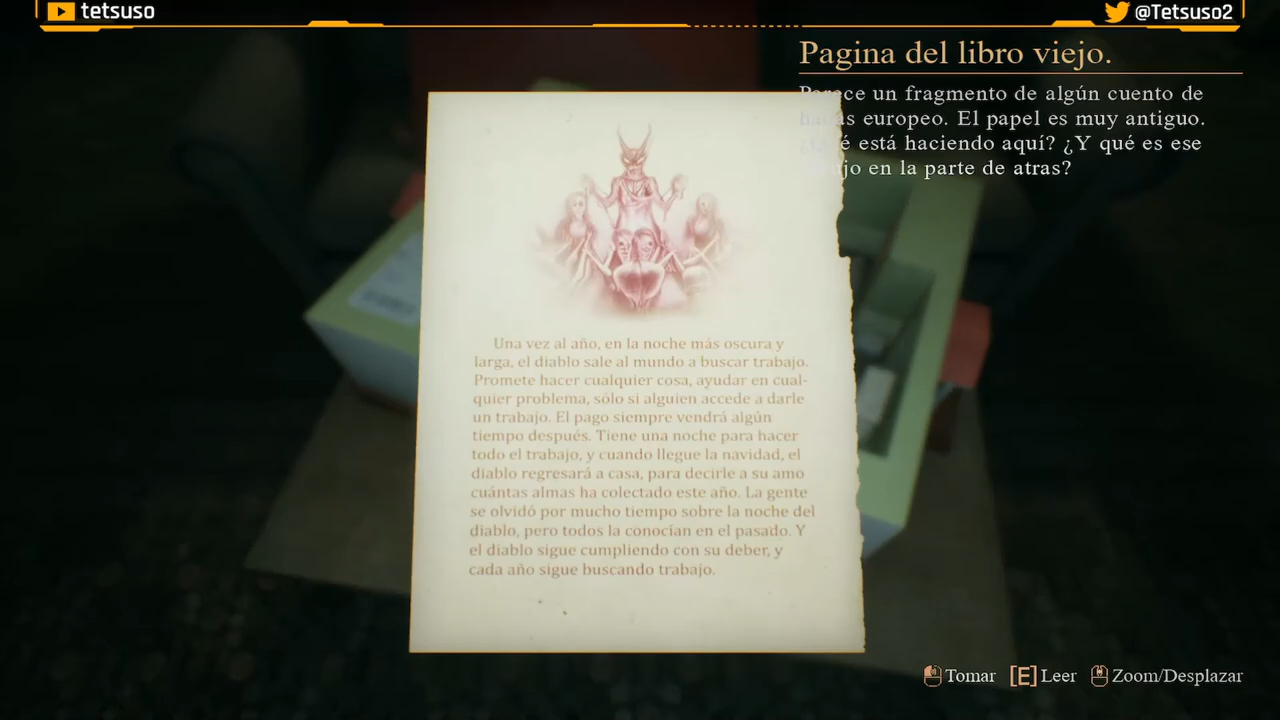 tetsuso
@Tetsuso2
Pagina del libro viejo.
Parece un fragmento de algún cuento de
hadas europeo. El papel es muy antiguo.
¿Qué está haciendo aquí? ¿Y qué es ese
dibujo en la parte de atras?
Una vez al año, en la noche más oscura y
larga, el diablo sale al mundo a buscar trabajo.
Promete hacer cualquier cosa, ayudar en cual-
quier problema, sólo si alguien accede a darle
un trabajo. El pago siempre vendrá algún
tiempo después. Tiene una noche para hacer
todo el trabajo, y cuando llegue la navidad, el
diablo regresará a casa, para decirle a su amo
cuántas almas ha colectado este año. La gente
se olvidó por mucho tiempo sobre la noche del
diablo, pero todos la conocían en el pasado. Y
el diablo sigue cumpliendo con su deber, y
cada año sigue buscando trabajo.
Tomar
[E] Leer
Zoom/Desplazar